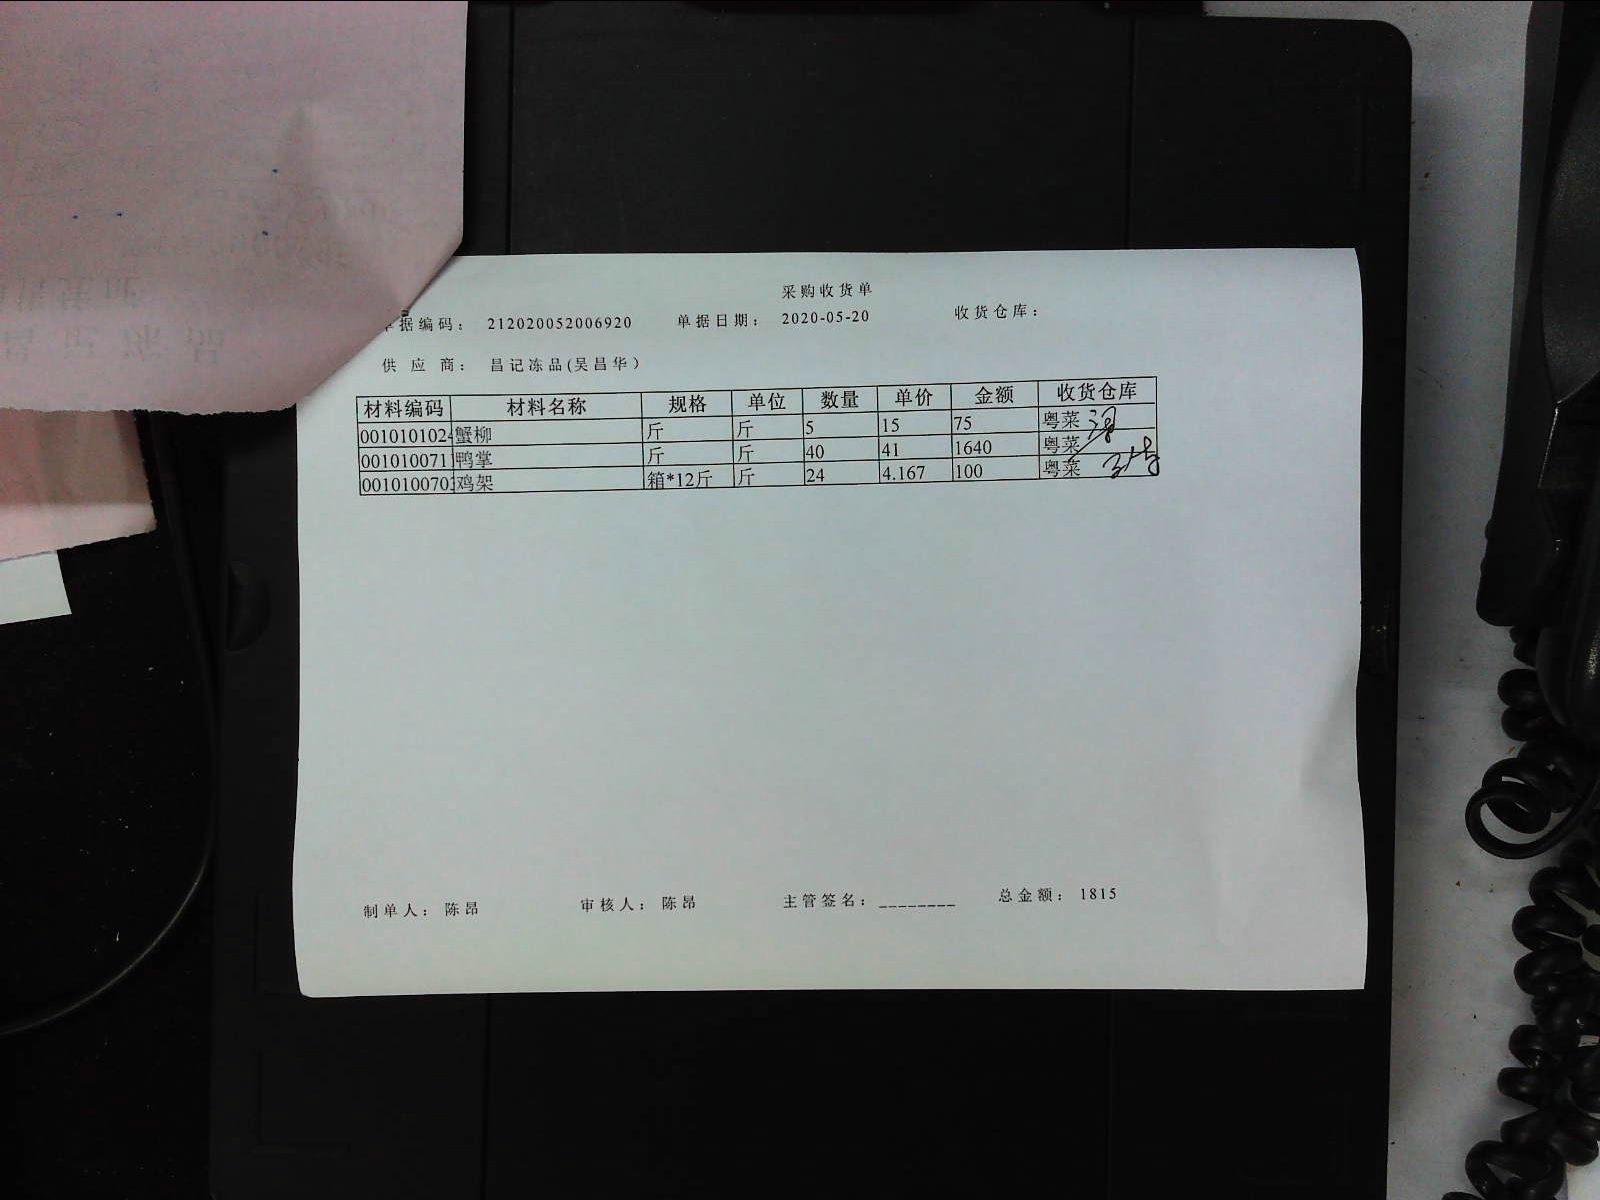 采购收货单
单据编码： 212020052006920 单据日期： 2020-05-20 收货仓库：
供应商： 昌记冻品(吴昌华)
材料编码 材料名称 规格 单位 数量 单价 金额 收货仓库
0010101024 蟹柳 斤 斤 5 15 75 粤菜
001010071 鸭掌 斤 斤 40 41 1640 粤菜
001010070 鸡架 箱*12斤 斤 24 4.167 100 粤菜
制单人： 陈昂 审核人： 陈昂 主管签名：________ 总金额： 1815